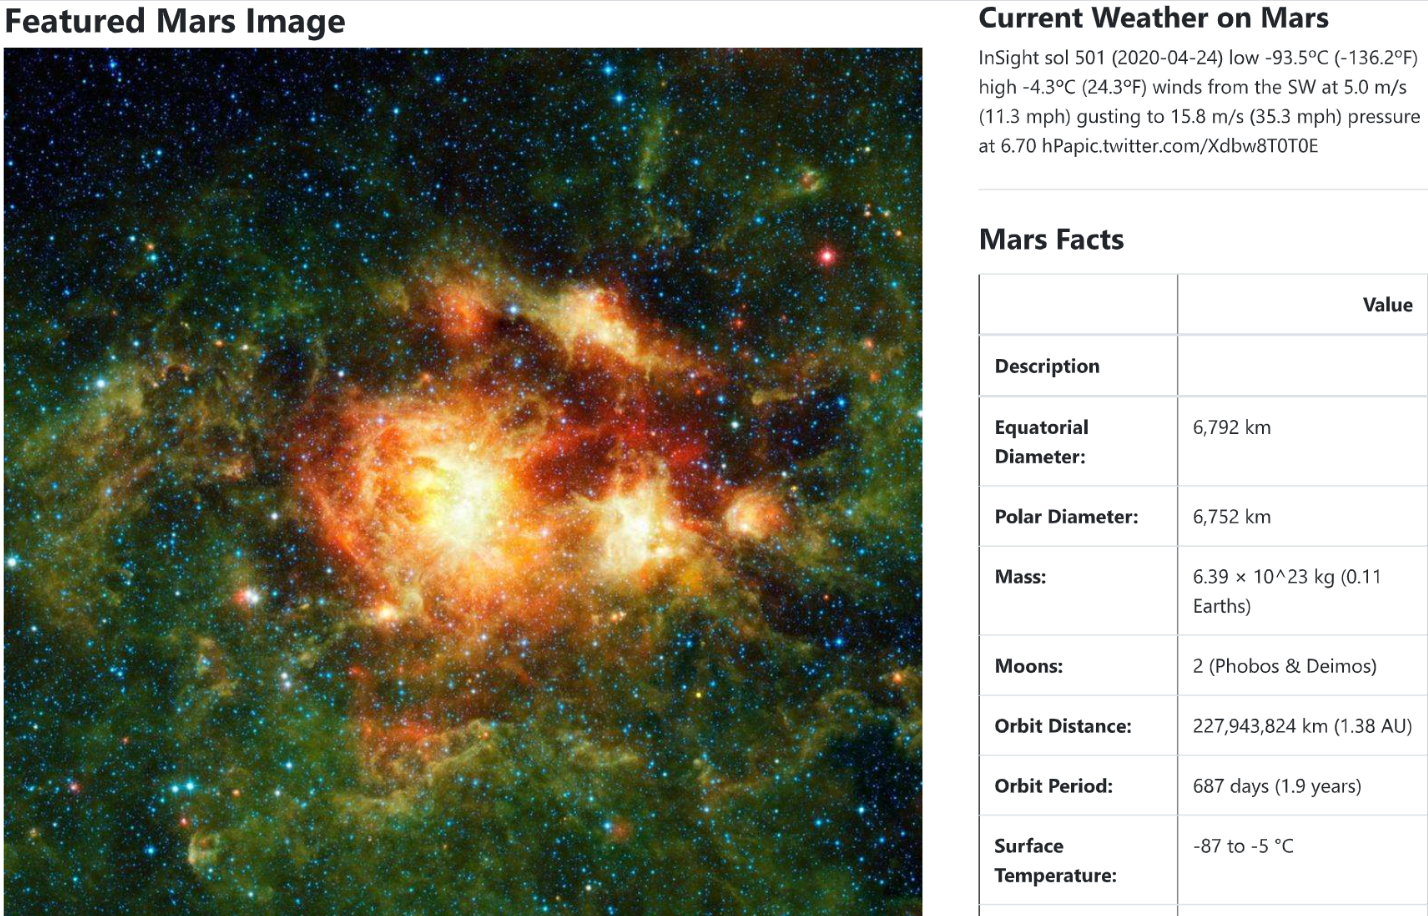 Featured Mars Image
Current Weather on Mars
InSight sol 501 (2020-04-24) low -93.5ºC (-136.2ºF)
high -4.3ºC (24.3ºF) winds from the SW at 5.0 m/s
(11.3 mph) gusting to 15.8 m/s (35.3 mph) pressure
at 6.70 hPapic.twitter.com/Xdbw8T0T0E
Mars Facts
Value
Description
Equatorial
Diameter:
6,792 km
Polar Diameter:
6,752 km
Mass:
6.39 × 10^23 kg (0.11
Earths)
Moons:
2 (Phobos & Deimos)
Orbit Distance:
227,943,824 km (1.38 AU)
Orbit Period:
687 days (1.9 years)
Surface
Temperature:
-87 to -5 °C